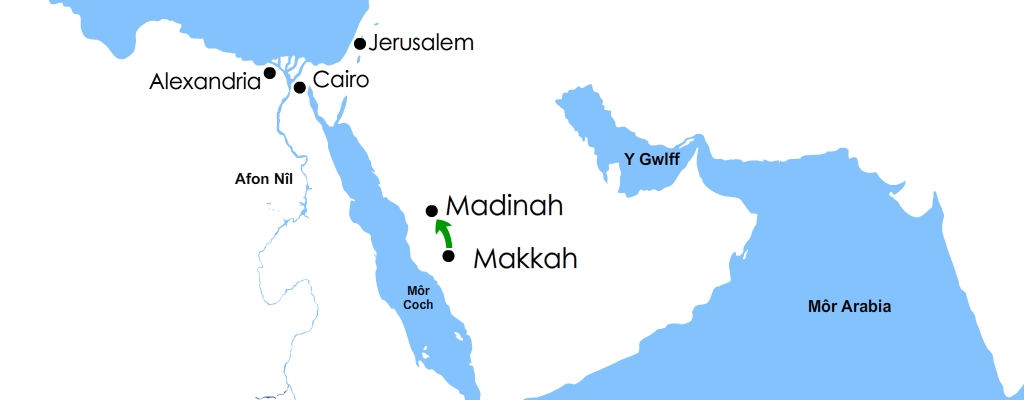 Jerusalem
Alexandria
Cairo
Y Gwlff
Afon Nîl
Madinah
Makkah
Môr
Coch
Môr Arabia